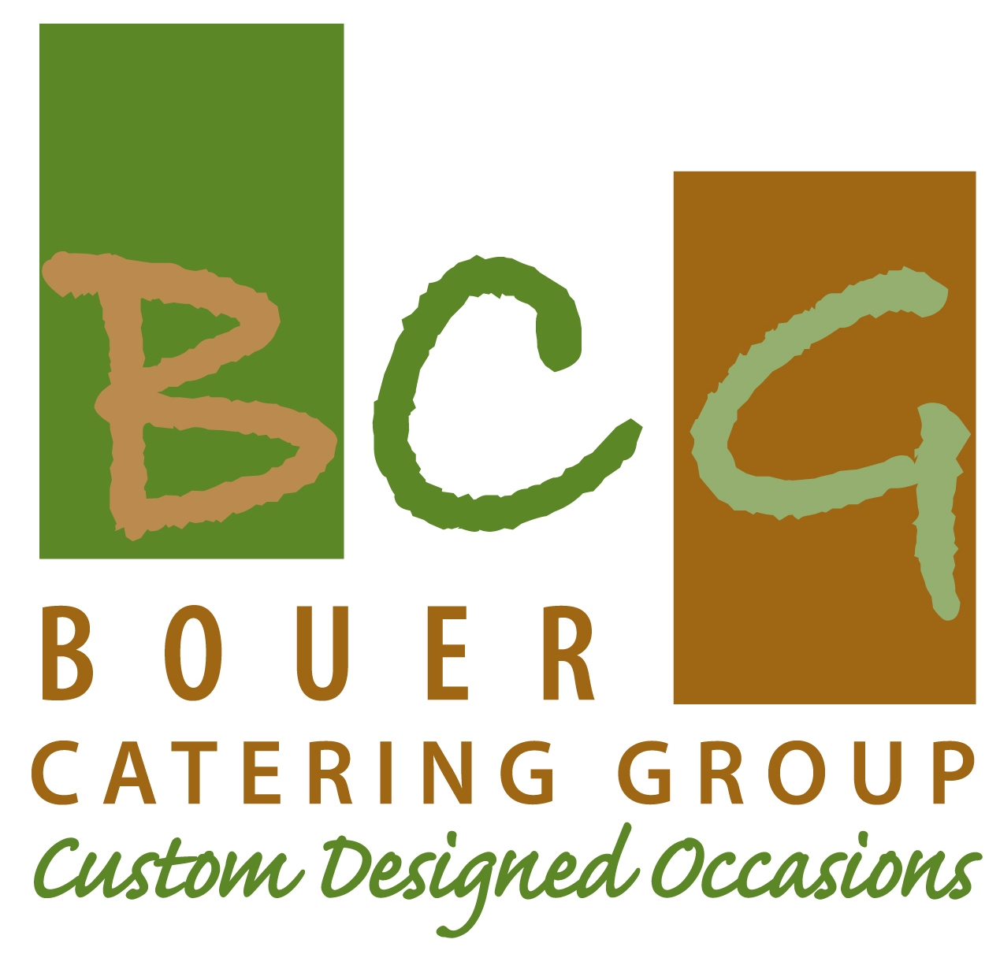 BCG
BOUER
CATERING GROUP
Custom Designed Occasions